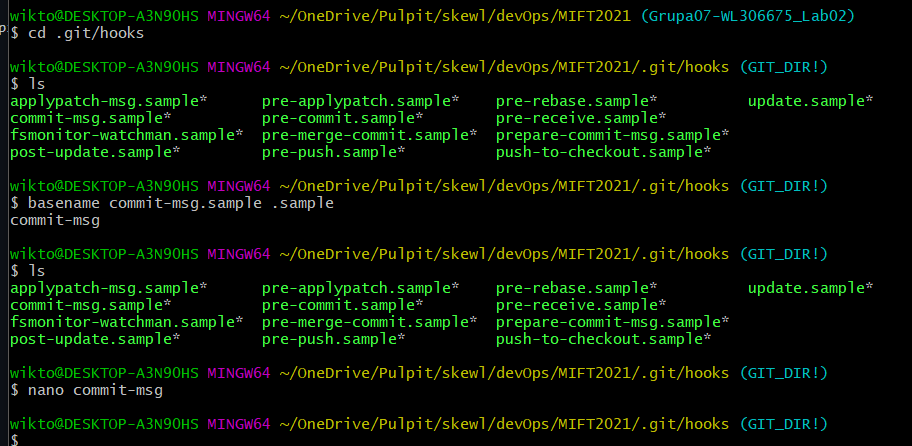 wikto@DESKTOP-A3N9OHS MINGW64 ~/OneDrive/Pulpit/skewl/devOps/MIFT2021 (Grupa07-WL306675_Lab02)
$ cd .git/hooks

wikto@DESKTOP-A3N9OHS MINGW64 ~/OneDrive/Pulpit/skewl/devOps/MIFT2021/.git/hooks (GIT_DIR!)
$ ls
applypatch-msg.sample* pre-applypatch.sample* pre-rebase.sample* update.sample*
commit-msg.sample* pre-commit.sample* pre-receive.sample*
fsmonitor-watchman.sample* pre-merge-commit.sample* prepare-commit-msg.sample*
post-update.sample* pre-push.sample* push-to-checkout.sample*

wikto@DESKTOP-A3N9OHS MINGW64 ~/OneDrive/Pulpit/skewl/devOps/MIFT2021/.git/hooks (GIT_DIR!)
$ basename commit-msg.sample .sample
commit-msg

wikto@DESKTOP-A3N9OHS MINGW64 ~/OneDrive/Pulpit/skewl/devOps/MIFT2021/.git/hooks (GIT_DIR!)
$ ls
applypatch-msg.sample* pre-applypatch.sample* pre-rebase.sample* update.sample*
commit-msg.sample* pre-commit.sample* pre-receive.sample*
fsmonitor-watchman.sample* pre-merge-commit.sample* prepare-commit-msg.sample*
post-update.sample* pre-push.sample* push-to-checkout.sample*

wikto@DESKTOP-A3N9OHS MINGW64 ~/OneDrive/Pulpit/skewl/devOps/MIFT2021/.git/hooks (GIT_DIR!)
$ nano commit-msg

wikto@DESKTOP-A3N9OHS MINGW64 ~/OneDrive/Pulpit/skewl/devOps/MIFT2021/.git/hooks (GIT_DIR!)
$